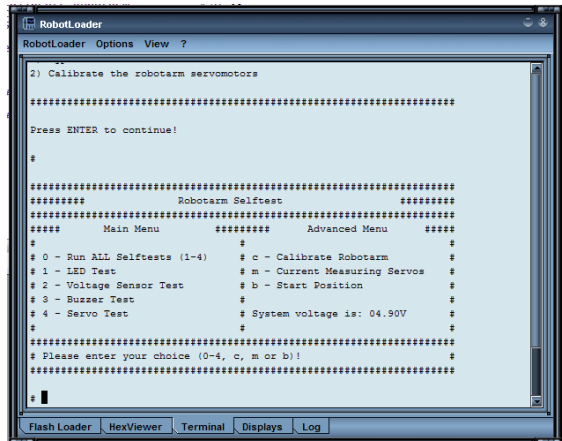 RobotLoader
RobotLoader Options View ?
2) Calibrate the robotarm servomotors
#####################################################################
Press ENTER to continue!
#
#####################################################################
######### Robotarm Selftest #########
#####################################################################
##### Main Menu ######### Advanced Menu #####
# # #
# 0 - Run ALL Selftests (1-4) # c - Calibrate Robotarm #
# 1 - LED Test # m - Current Measuring Servos #
# 2 - Voltage Sensor Test # b - Start Position #
# 3 - Buzzer Test # #
# 4 - Servo Test # System voltage is: 04.90V #
# # #
#####################################################################
# Please enter your choice (0-4, c, m or b)! #
#####################################################################
#
Flash Loader HexViewer Terminal Displays Log